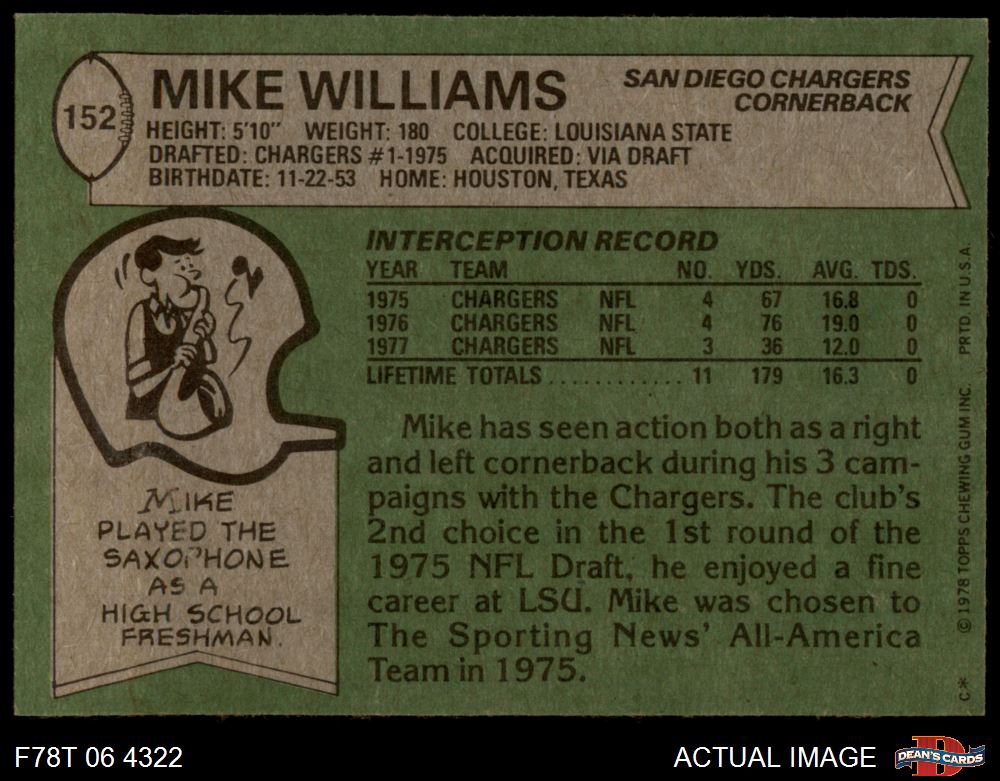 152
MIKE WILLIAMS
SAN DIEGO CHARGERS
CORNERBACK
HEIGHT: 5'10" WEIGHT: 180 COLLEGE: LOUISIANA STATE
DRAFTED: CHARGERS #1-1975 ACQUIRED: VIA DRAFT
BIRTHDATE: 11-22-53 HOME: HOUSTON, TEXAS
INTERCEPTION RECORD
YEAR TEAM NO. YDS. AVG. TDS.
1975 CHARGERS NFL 4 67 16.8 0
1976 CHARGERS NFL 4 76 19.0 0
1977 CHARGERS NFL 3 36 12.0 0
LIFETIME TOTALS ............ 11 179 16.3 0
Mike has seen action both as a right
and left cornerback during his 3 cam-
paigns with the Chargers. The club's
2nd choice in the 1st round of the
1975 NFL Draft, he enjoyed a fine
career at LSU. Mike was chosen to
The Sporting News' All-America
Team in 1975.
MIKE
PLAYED THE
SAXOPHONE
AS A
HIGH SCHOOL
FRESHMAN.
C* © 1978 TOPPS CHEWING GUM INC. PRTD. IN U.S.A.
F78T 06 4322
ACTUAL IMAGE
D
DEAN'S CARDS